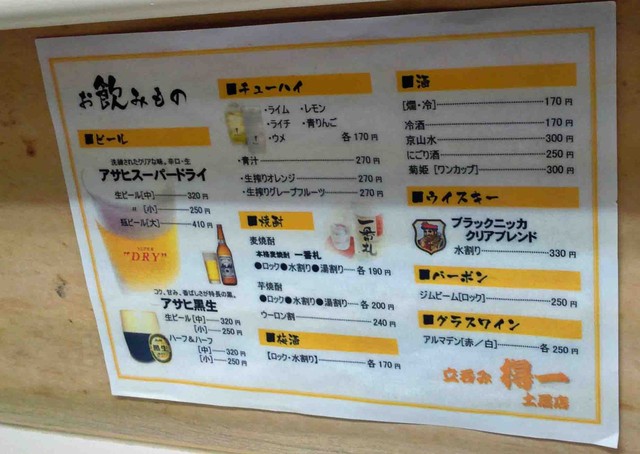 お飲みもの
■ビール
洗練されたクリアな味。辛口・生
アサヒスーパードライ
生ビール[中] 320円
〃 [小] 250円
瓶ビール[大] 410円
"DRY"
コク、甘み、香ばしさが特長の黒。
アサヒ黒生
生ビール[中] 320円
[小] 250円
ハーフ&ハーフ
[中] 320円
[小] 250円
黒生
■チューハイ
・ライム ・レモン
・ライチ ・青りんご
・ウメ 各170円
・青汁 270円
・生搾りオレンジ 270円
・生搾りグレープフルーツ 270円
■焼酎
麦焼酎
本格麦焼酎 一番札
●ロック●水割り●湯割り 各190円
芋焼酎
●ロック●水割り●湯割り 各200円
ウーロン割 240円
一番札
■梅酒
【ロック・水割り】 各170円
■酒
[燗・冷] 170円
冷酒 170円
京山水 300円
にごり酒 250円
菊姫 [ワンカップ] 300円
■ウイスキー
ブラックニッカ
クリアブレンド
水割り 330円
■バーボン
ジムビーム[ロック] 250円
■グラスワイン
アルマデン[赤/白] 各250円
立呑み 得一
土居店